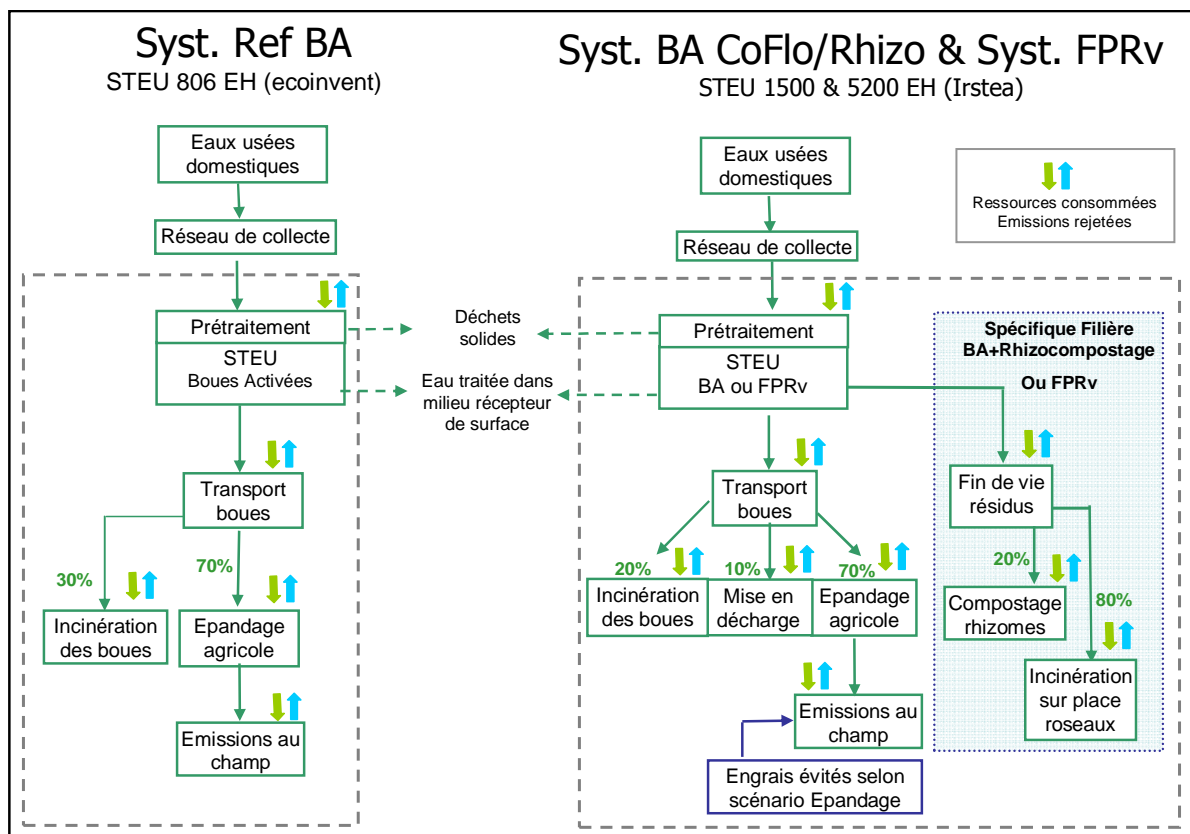 Syst. Ref BA
STEU 806 EH (ecoinvent)
Eaux usées
domestiques
Réseau de collecte
Prétraitement
STEU
Boues Activées
Transport
boues
30%
70%
Incinération
des boues
Epandage
agricole
Emissions au
champ
Déchets
solides
Eau traitée dans
milieu récepteur
de surface
Syst. BA CoFlo/Rhizo & Syst. FPRv
STEU 1500 & 5200 EH (Irstea)
Eaux usées
domestiques
Réseau de collecte
Ressources consommées
Emissions rejetées
Prétraitement
STEU
BA ou FPRv
Transport
boues
20%
10%
70%
Incinération
des boues
Mise en
décharge
Epandage
agricole
Emissions au
champ
Engrais évités selon
scénario Epandage
Spécifique Filière
BA+Rhizocompostage
Ou FPRv
Fin de vie
résidus
20%
80%
Compostage
rhizomes
Incinération
sur place
roseaux